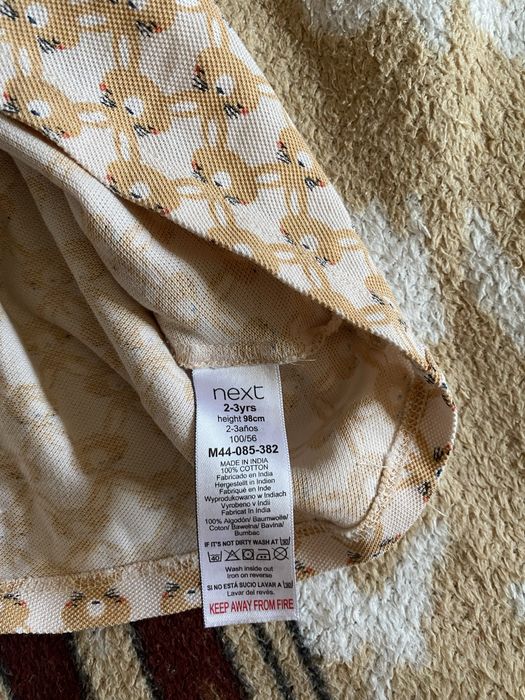 next
2-3yrs
height 98cm
2-3años
100/56
M44-085-382
MADE IN INDIA
100% COTTON
Fabricado en India
Hergestellt in Indien
Fabriqué en Inde
Wyprodukowano w Indiach
Vyrobeno v Indii
Fabricat în India
100% Algodón/ Baumwolle/
Coton/ Bawełna/ Bavlna/
Bumbac
IF IT'S NOT DIRTY WASH AT 30
40
Wash inside out
Iron on reverse
SI NO ESTÁ SUCIO LAVAR A 30
Lavar del revés.
KEEP AWAY FROM FIRE